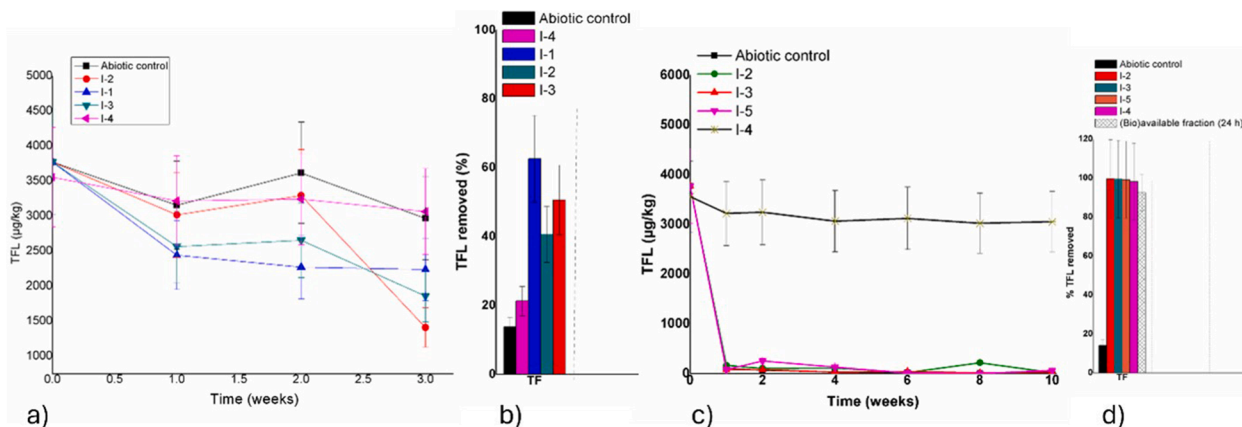 Abiotic control
I-2
I-1
I-3
I-4
5000
4500
4000
3500
3000
2500
2000
1500
1000
TFL (µg/kg)
0.0 0.5 1.0 1.5 2.0 2.5 3.0
Time (weeks)
a)
Abiotic control
I-4
I-1
I-2
I-3
100
80
60
40
20
0
TFL removed (%)
TF
b)
Abiotic control
I-2
I-3
I-5
I-4
6000
5000
4000
3000
2000
1000
0
TFL (µg/kg)
0 2 4 6 8 10
Time (weeks)
c)
Abiotic control
I-2
I-3
I-5
I-4
(Bio)available fraction (24 h)
120
100
80
60
40
20
0
% TFL removed
TF
d)